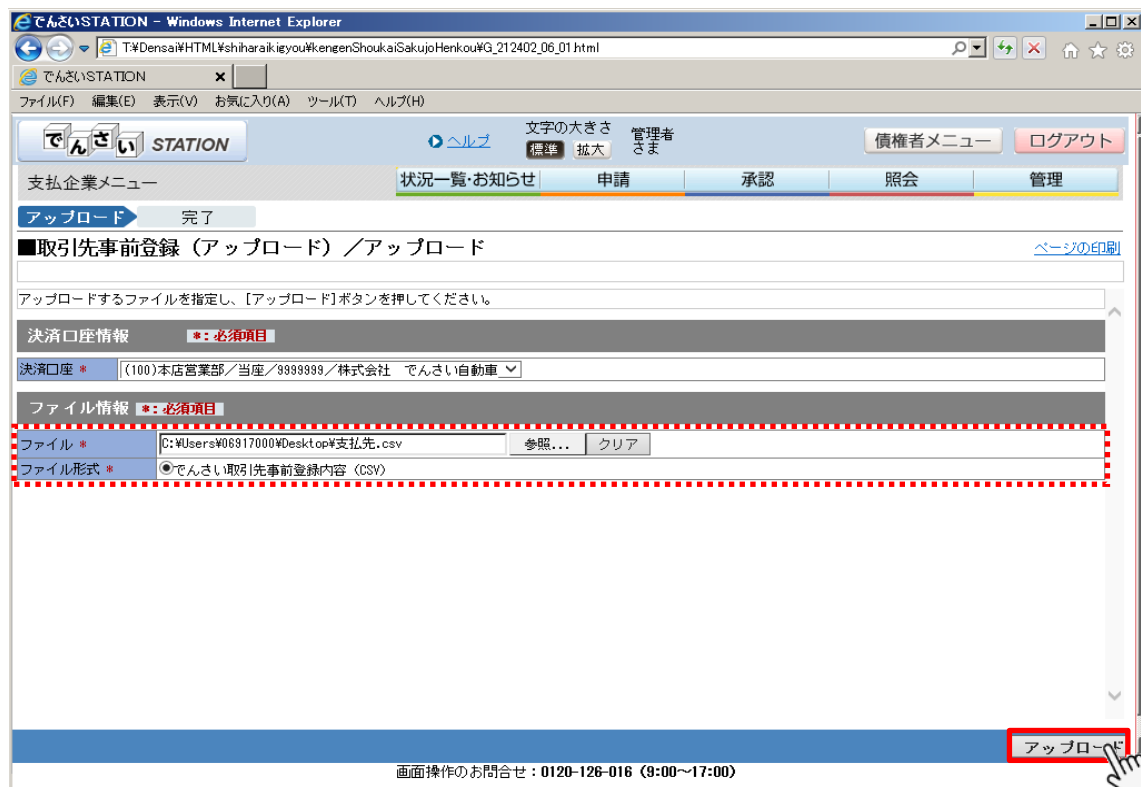 でんさいSTATION - Windows Internet Explorer
T:¥Densai¥HTML¥shiharaikigyou¥kengenShoukaiSakujoHenkou¥G_212402_06_01.html
でんさいSTATION
ファイル(F) 編集(E) 表示(V) お気に入り(A) ツール(T) ヘルプ(H)
でんさい STATION
ヘルプ
文字の大きさ
標準 拡大
管理者
さま
債権者メニュー
ログアウト
支払企業メニュー
状況一覧・お知らせ 申請 承認 照会 管理
アップロード 完了
■取引先事前登録（アップロード）／アップロード
ページの印刷
アップロードするファイルを指定し、[アップロード]ボタンを押してください。
決済口座情報 *：必須項目
決済口座 * (100)本店営業部／当座／9999999／株式会社　でんさい自動車
ファイル情報 *：必須項目
ファイル * C:¥Users¥06917000¥Desktop¥支払先.csv 参照... クリア
ファイル形式 * でんさい取引先事前登録内容（CSV）
アップロード
画面操作のお問合せ：0120-126-016（9:00～17:00）